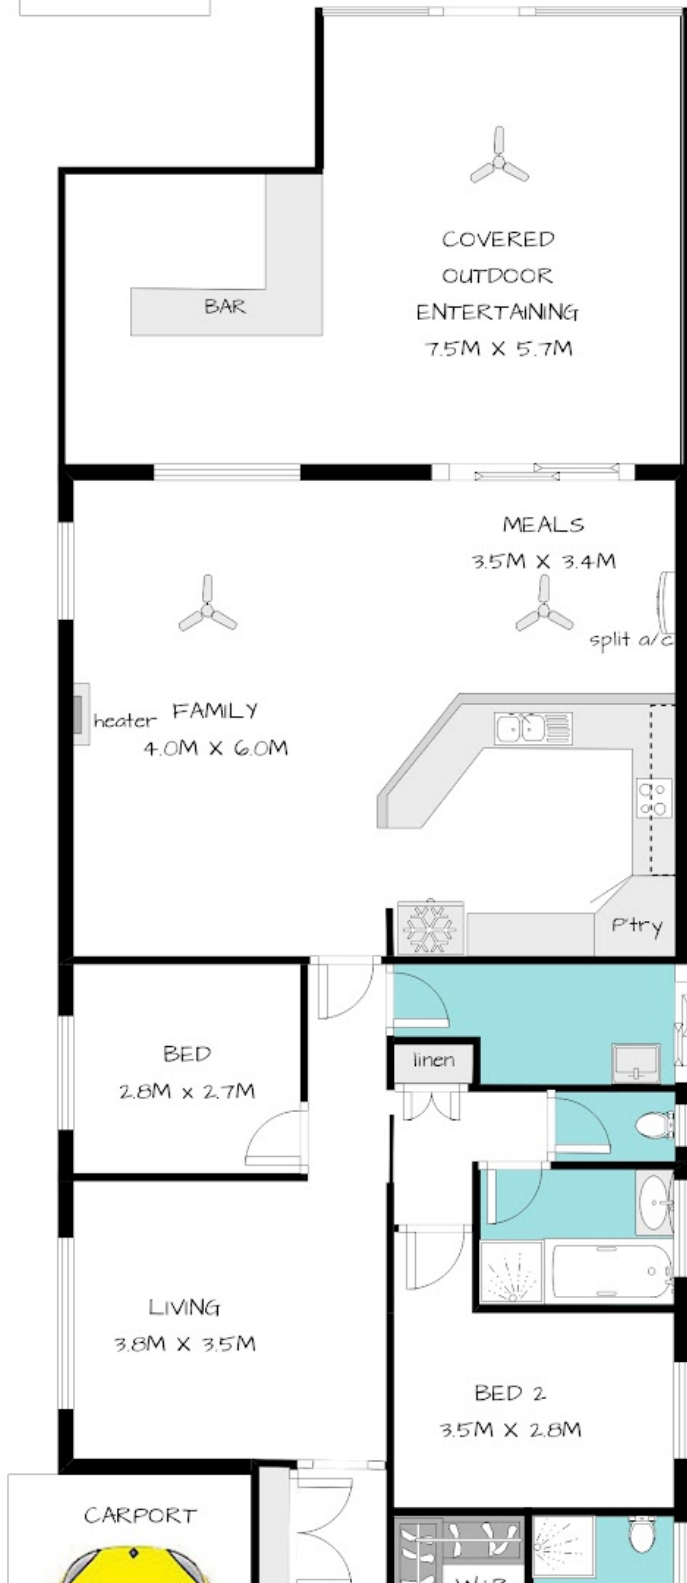 COVERED
OUTDOOR
ENTERTAINING
7.5M X 5.7M
BAR
MEALS
3.5M X 3.4M
split a/c
heater
FAMILY
4.0M X 6.0M
P'try
BED
2.8M x 2.7M
linen
LIVING
3.8M X 3.5M
BED 2
3.5M X 2.8M
CARPORT